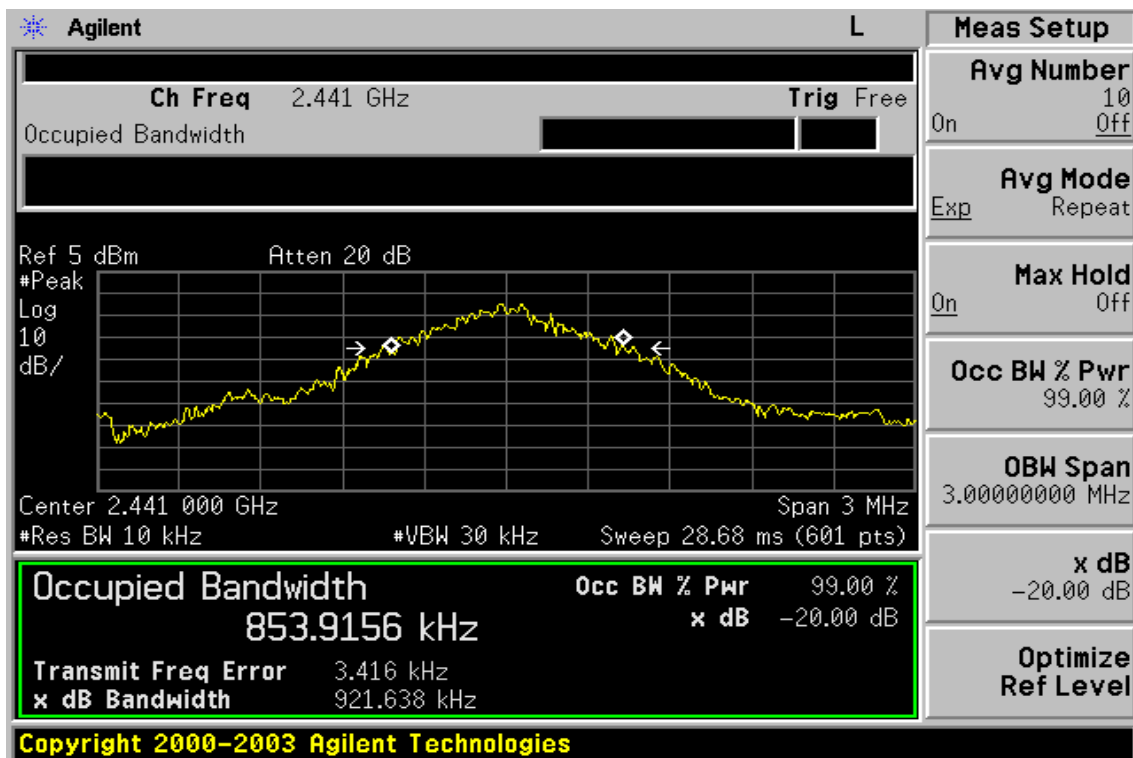 Agilent L
Ch Freq 2.441 GHz Trig Free
Occupied Bandwidth
Ref 5 dBm Atten 20 dB
#Peak
Log
10
dB/
Center 2.441 000 GHz Span 3 MHz
#Res BW 10 kHz #VBW 30 kHz Sweep 28.68 ms (601 pts)
Occupied Bandwidth Occ BW % Pwr 99.00 %
853.9156 kHz x dB -20.00 dB
Transmit Freq Error 3.416 kHz
x dB Bandwidth 921.638 kHz
Copyright 2000-2003 Agilent Technologies
Meas Setup
Avg Number
10
On Off
Avg Mode
Exp Repeat
Max Hold
On Off
Occ BW % Pwr
99.00 %
OBW Span
3.00000000 MHz
x dB
-20.00 dB
Optimize
Ref Level